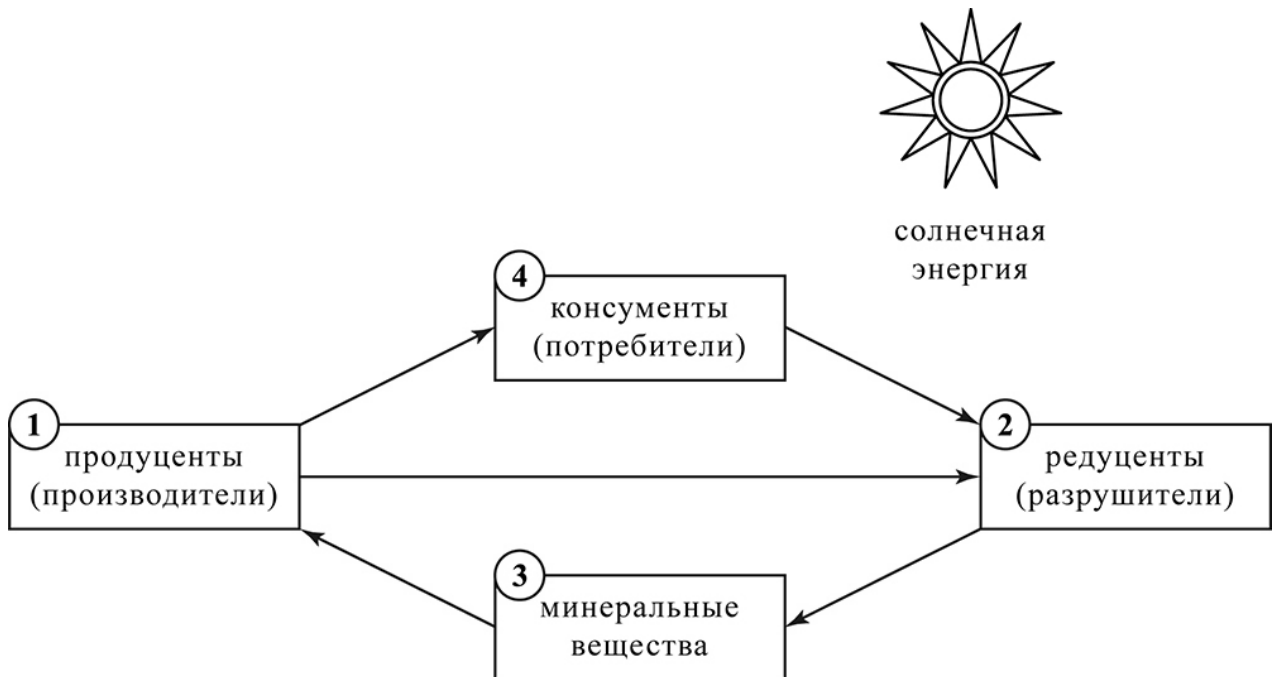 солнечная
энергия
4
консументы
(потребители)
1
продуценты
(производители)
2
редуценты
(разрушители)
3
минеральные
вещества